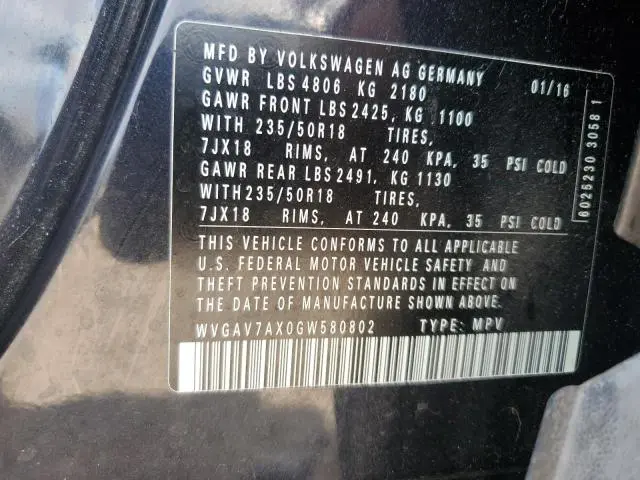 MFD BY VOLKSWAGEN AG GERMANY 01/16
GVWR LBS 4806 KG 2180
GAWR FRONT LBS 2425, KG 1100
WITH 235/50R18 TIRES,
7JX18 RIMS, AT 240 KPA, 35 PSI COLD
GAWR REAR LBS 2491, KG 1130
WITH 235/50R18 TIRES,
7JX18 RIMS, AT 240 KPA, 35 PSI COLD
THIS VEHICLE CONFORMS TO ALL APPLICABLE
U.S. FEDERAL MOTOR VEHICLE SAFETY AND
THEFT PREVENTION STANDARDS IN EFFECT ON
THE DATE OF MANUFACTURE SHOWN ABOVE.
WVGAV7AX0GW580802 TYPE: MPV
6025230 3058 1